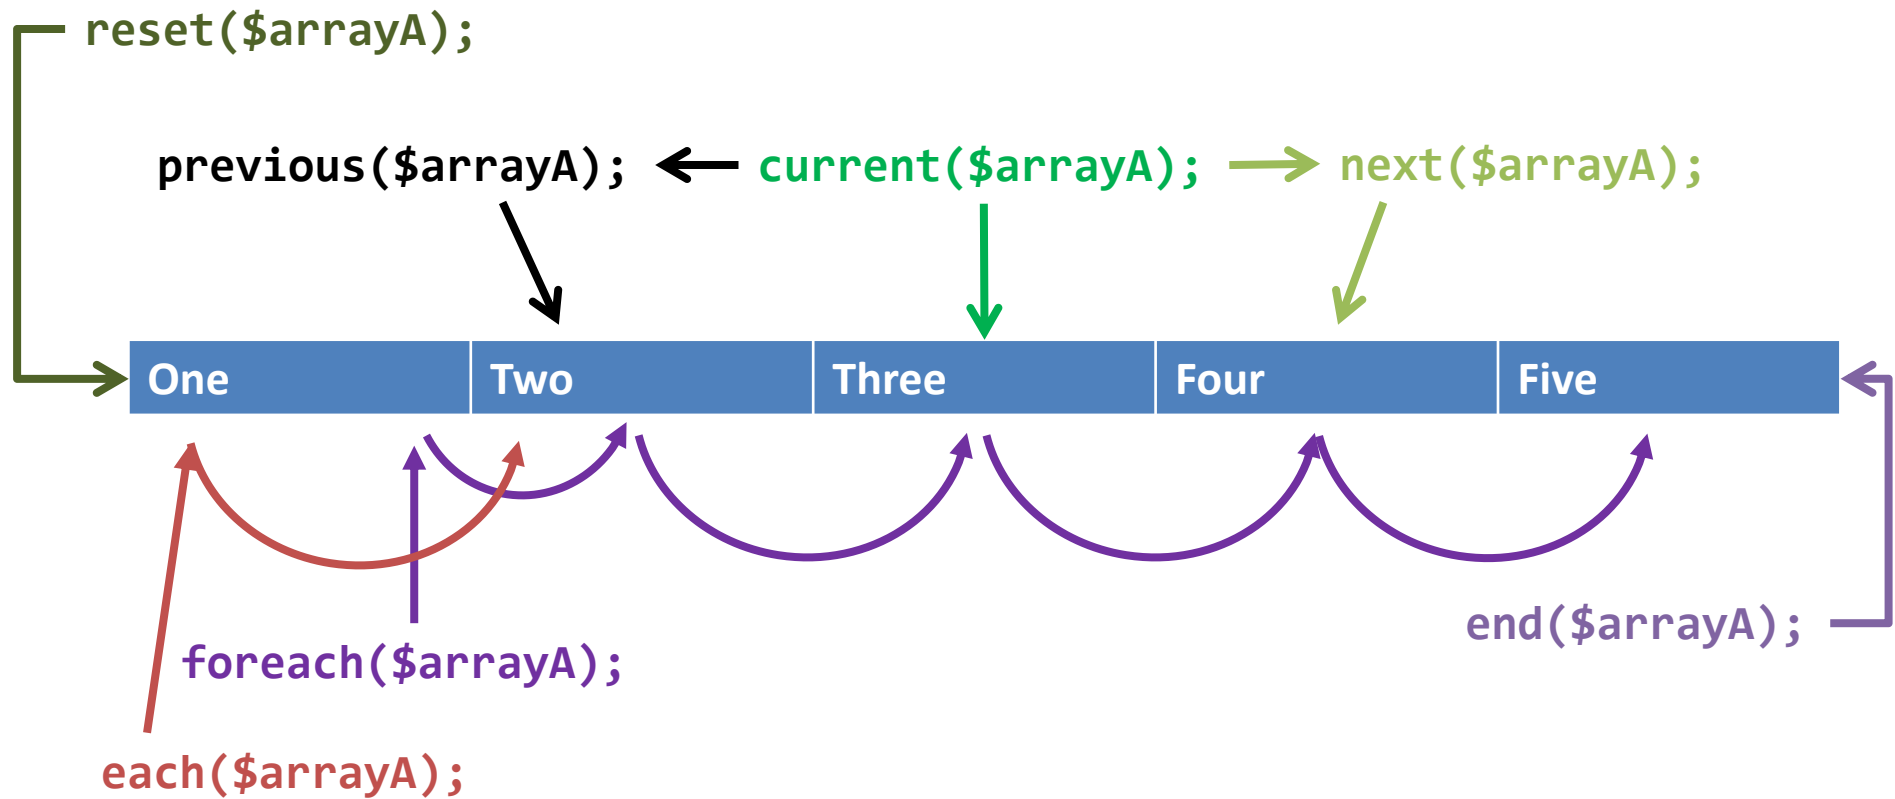 reset($arrayA);
previous($arrayA);
current($arrayA);
next($arrayA);
One
Two
Three
Four
Five
end($arrayA);
foreach($arrayA);
each($arrayA);